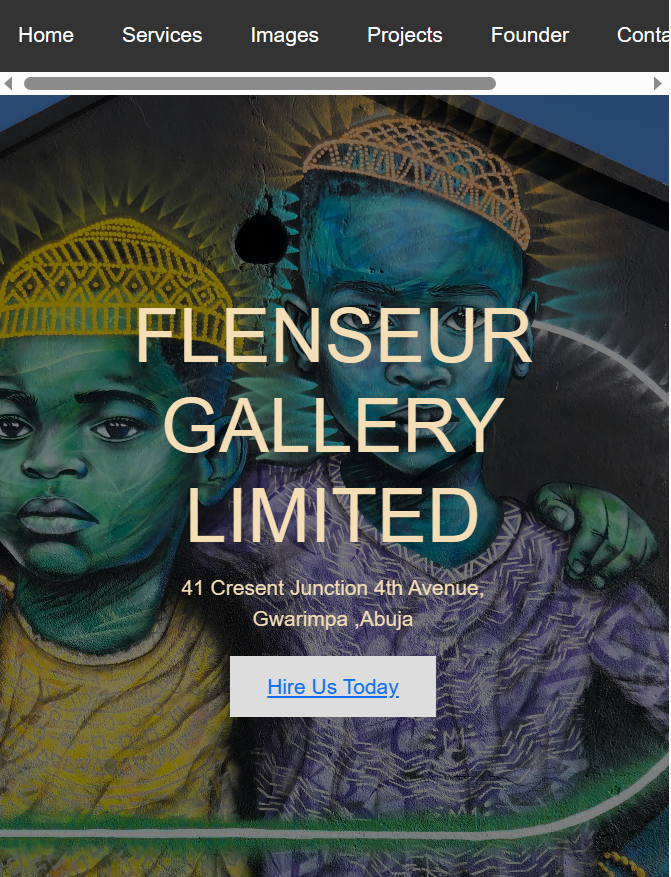 Home Services Images Projects Founder Conta
FLENSEUR
GALLERY
LIMITED
41 Cresent Junction 4th Avenue,
Gwarimpa ,Abuja
Hire Us Today